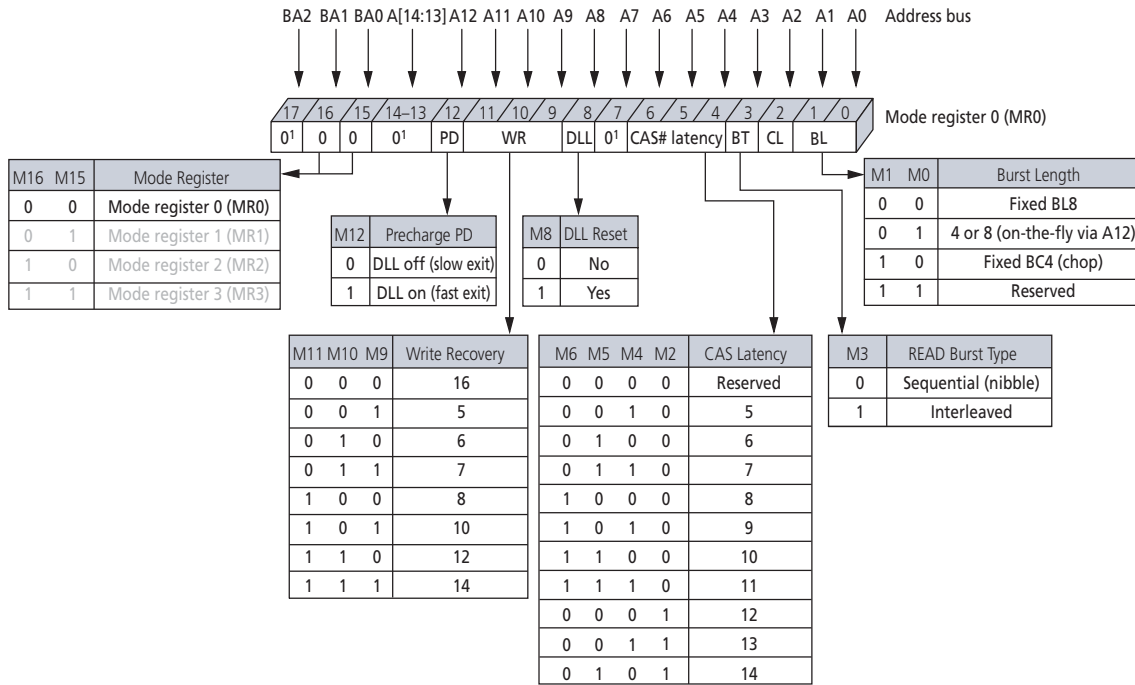 BA2 BA1 BA0 A[14:13] A12 A11 A10 A9 A8 A7 A6 A5 A4 A3 A2 A1 A0 Address bus
17 16 15 14–13 12 11 10 9 8 7 6 5 4 3 2 1 0 Mode register 0 (MR0)
0¹ 0 0 0¹ PD WR DLL 0¹ CAS# latency BT CL BL
M16 M15 Mode Register
0 0 Mode register 0 (MR0)
0 1 Mode register 1 (MR1)
1 0 Mode register 2 (MR2)
1 1 Mode register 3 (MR3)
M12 Precharge PD
0 DLL off (slow exit)
1 DLL on (fast exit)
M8 DLL Reset
0 No
1 Yes
M1 M0 Burst Length
0 0 Fixed BL8
0 1 4 or 8 (on-the-fly via A12)
1 0 Fixed BC4 (chop)
1 1 Reserved
M11 M10 M9 Write Recovery
0 0 0 16
0 0 1 5
0 1 0 6
0 1 1 7
1 0 0 8
1 0 1 10
1 1 0 12
1 1 1 14
M6 M5 M4 M2 CAS Latency
0 0 0 0 Reserved
0 0 1 0 5
0 1 0 0 6
0 1 1 0 7
1 0 0 0 8
1 0 1 0 9
1 1 0 0 10
1 1 1 0 11
0 0 0 1 12
0 0 1 1 13
0 1 0 1 14
M3 READ Burst Type
0 Sequential (nibble)
1 Interleaved